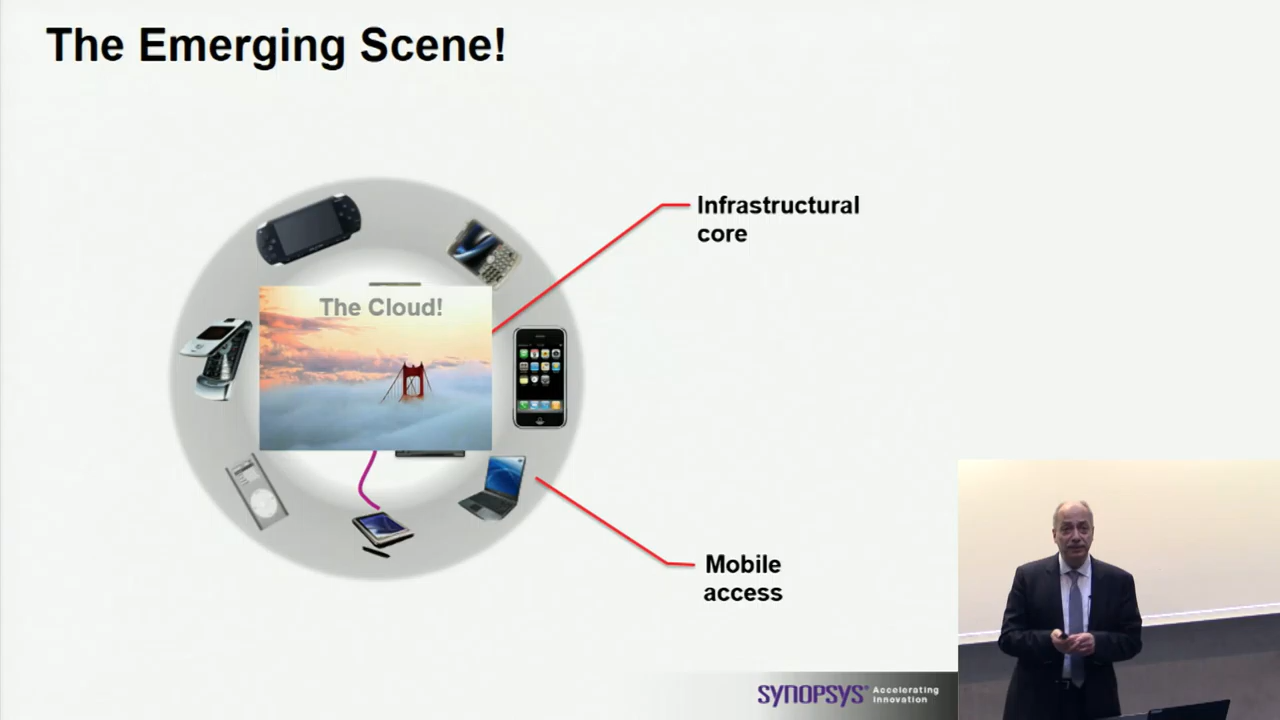 The Emerging Scene!
Infrastructural
core
The Cloud!
Mobile
access
SYNOPSYS®
Accelerating
Innovation